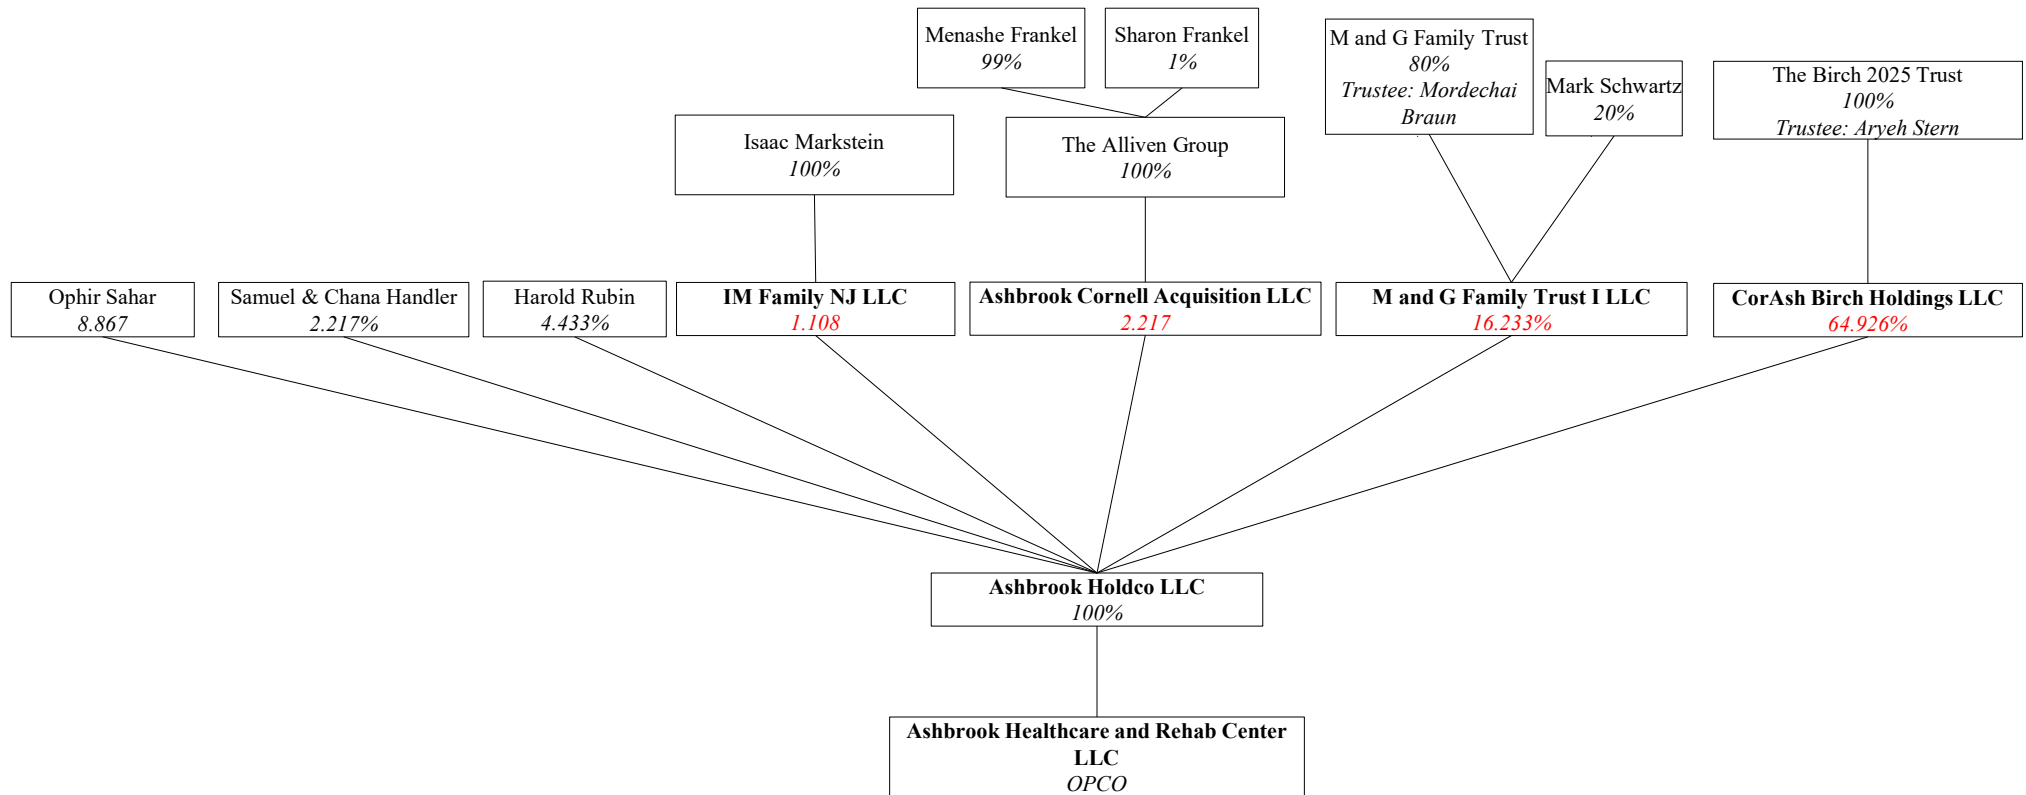 Menashe Frankel
99%
Sharon Frankel
1%
M and G Family Trust
80%
Trustee: Mordechai
Braun
Mark Schwartz
20%
The Birch 2025 Trust
100%
Trustee: Aryeh Stern
Isaac Markstein
100%
The Alliven Group
100%
Ophir Sahar
8.867
Samuel & Chana Handler
2.217%
Harold Rubin
4.433%
IM Family NJ LLC
1.108
Ashbrook Cornell Acquisition LLC
2.217
M and G Family Trust I LLC
16.233%
CorAsh Birch Holdings LLC
64.926%
Ashbrook Holdco LLC
100%
Ashbrook Healthcare and Rehab Center
LLC
OPCO